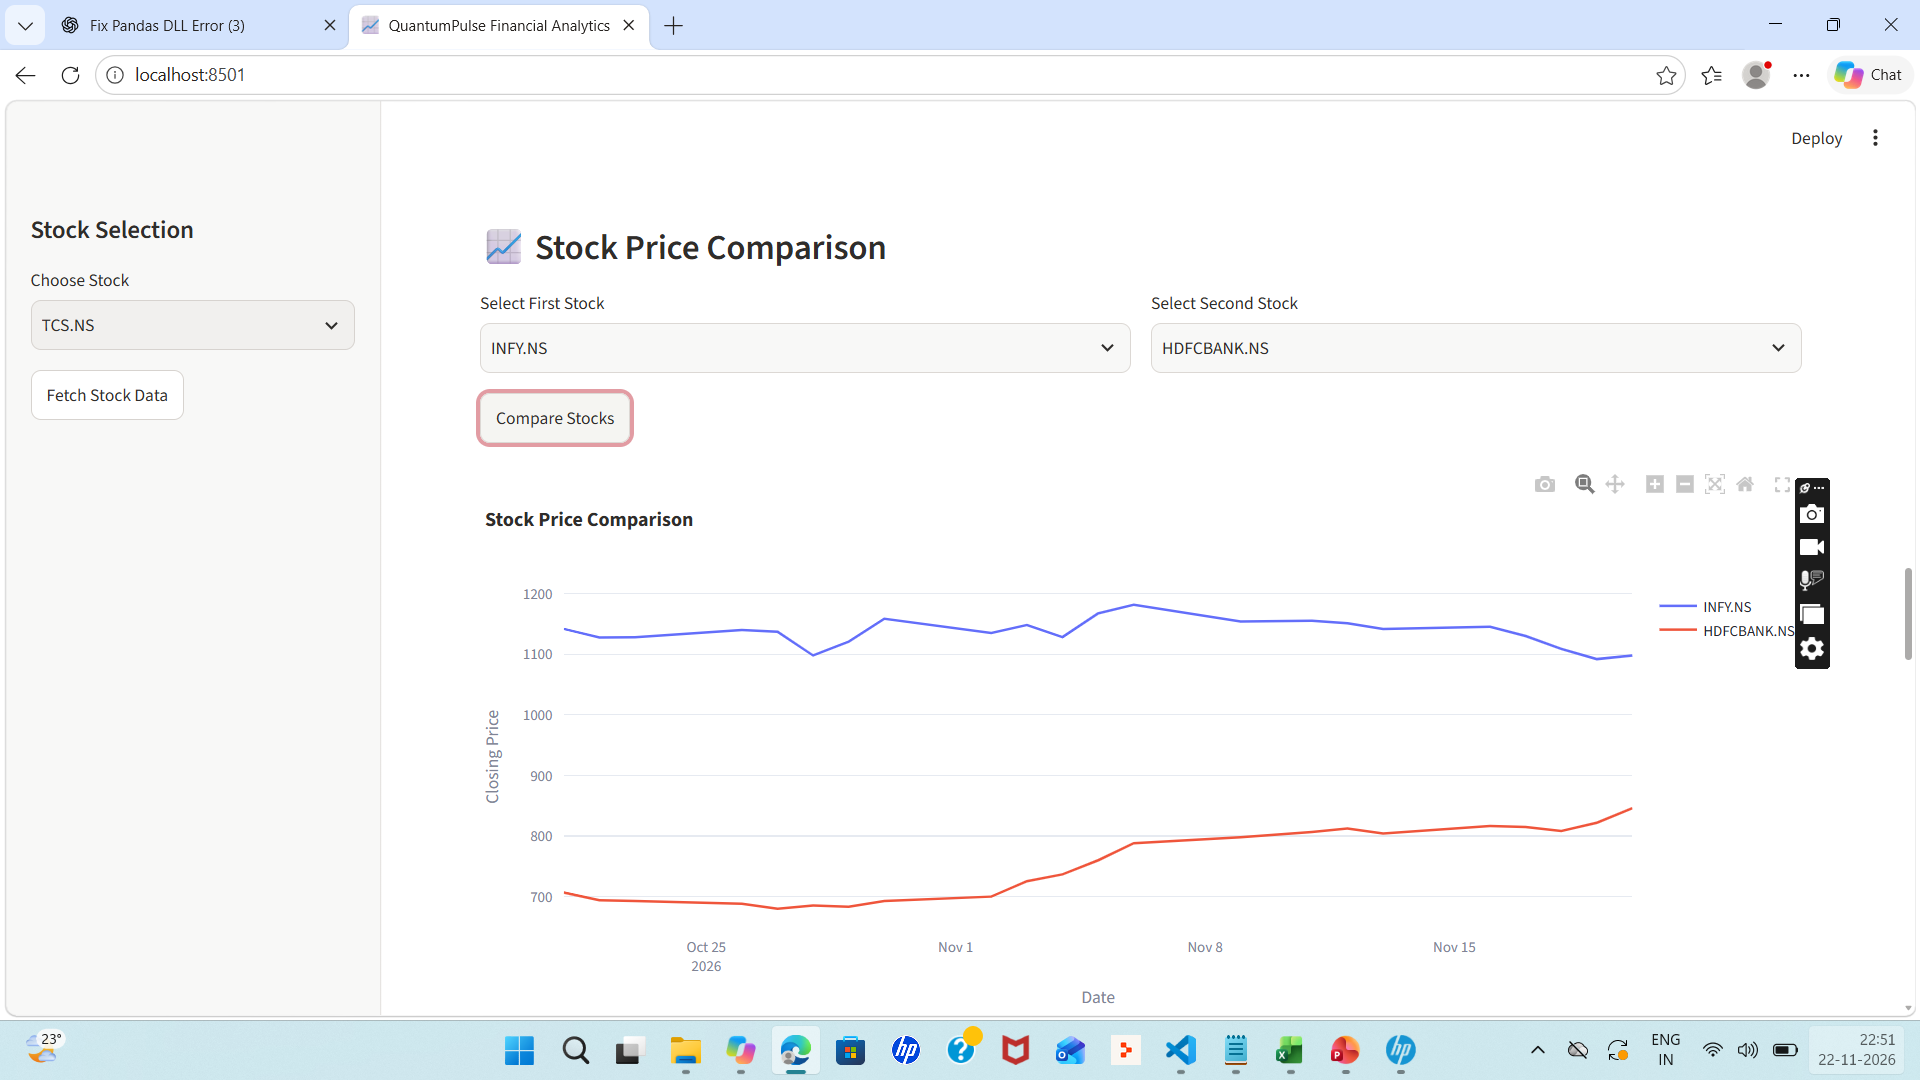 Fix Pandas DLL Error (3)
QuantumPulse Financial Analytics
localhost:8501
Chat
Deploy
Stock Selection
Choose Stock
TCS.NS
Fetch Stock Data
Stock Price Comparison
Select First Stock
Select Second Stock
INFY.NS
HDFCBANK.NS
Compare Stocks
Stock Price Comparison
1200
1100
1000
900
800
700
Closing Price
INFY.NS
HDFCBANK.NS
Oct 25
2026
Nov 1
Nov 8
Nov 15
Date
23°
ENG
IN
22:51
22-11-2026